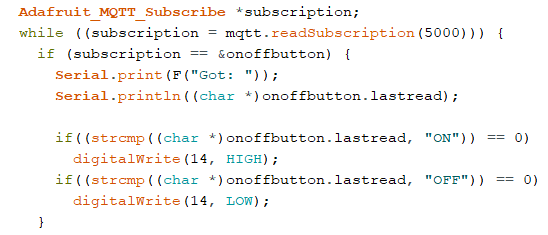 Adafruit_MQTT_Subscribe *subscription;
while ((subscription = mqtt.readSubscription(5000))) {
if (subscription == &onoffbutton) {
Serial.print(F("Got: "));
Serial.println((char *)onoffbutton.lastread);
if((strcmp((char *)onoffbutton.lastread, "ON")) == 0)
digitalWrite(14, HIGH);
if((strcmp((char *)onoffbutton.lastread, "OFF")) == 0)
digitalWrite(14, LOW);
}